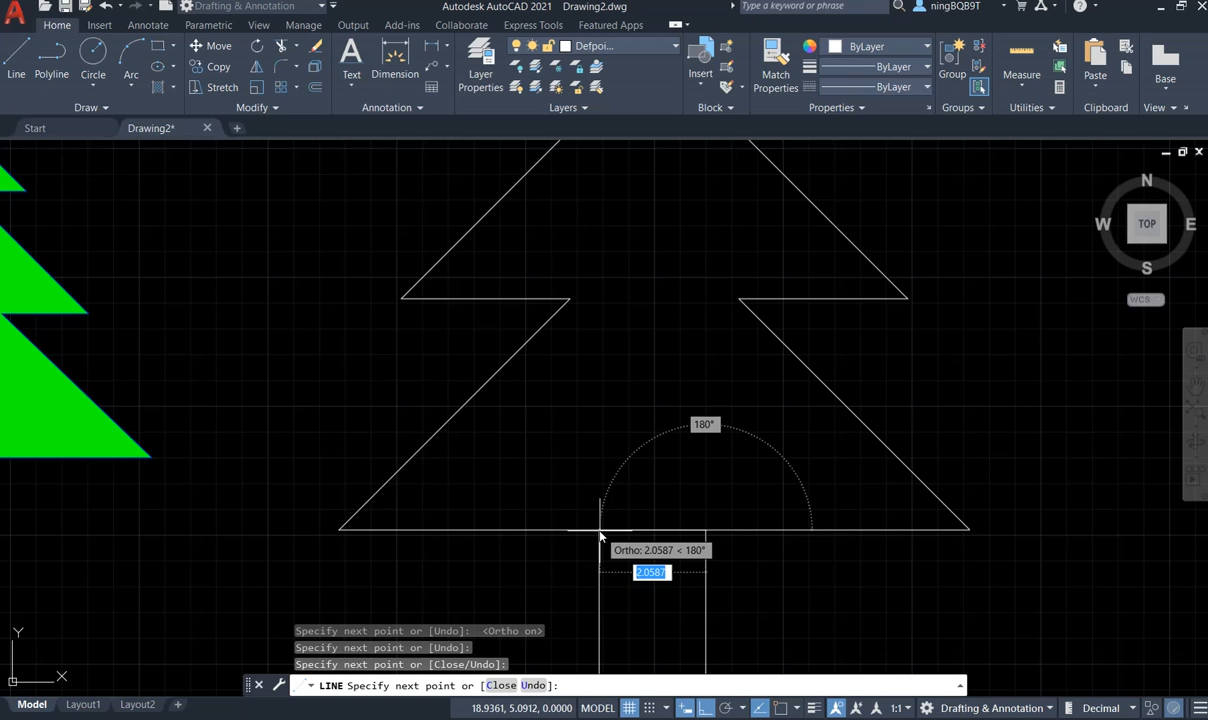 Drafting & Annotation
Autodesk AutoCAD 2021 Drawing2.dwg
Type a keyword or phrase
ningBQB9T
Home Insert Annotate Parametric View Manage Output Add-ins Collaborate Express Tools Featured Apps
Line Polyline Circle Arc
Move
Copy
Stretch
Text Dimension
Layer Properties
Defpoi...
Insert
Match Properties
ByLayer
ByLayer
ByLayer
Group Measure Paste Base
Draw Modify Annotation Layers Block Properties Groups Utilities Clipboard View
Start Drawing2*
N
W TOP E
S
WCS
180°
Ortho: 2.0587 < 180°
2.0587
Specify next point or [Undo]: <Ortho on>
Specify next point or [Undo]:
Specify next point or [Close/Undo]:
LINE Specify next point or [Close Undo]:
Y
X
Model Layout1 Layout2
18.9361, 5.0912, 0.0000 MODEL 1:1 Drafting & Annotation Decimal